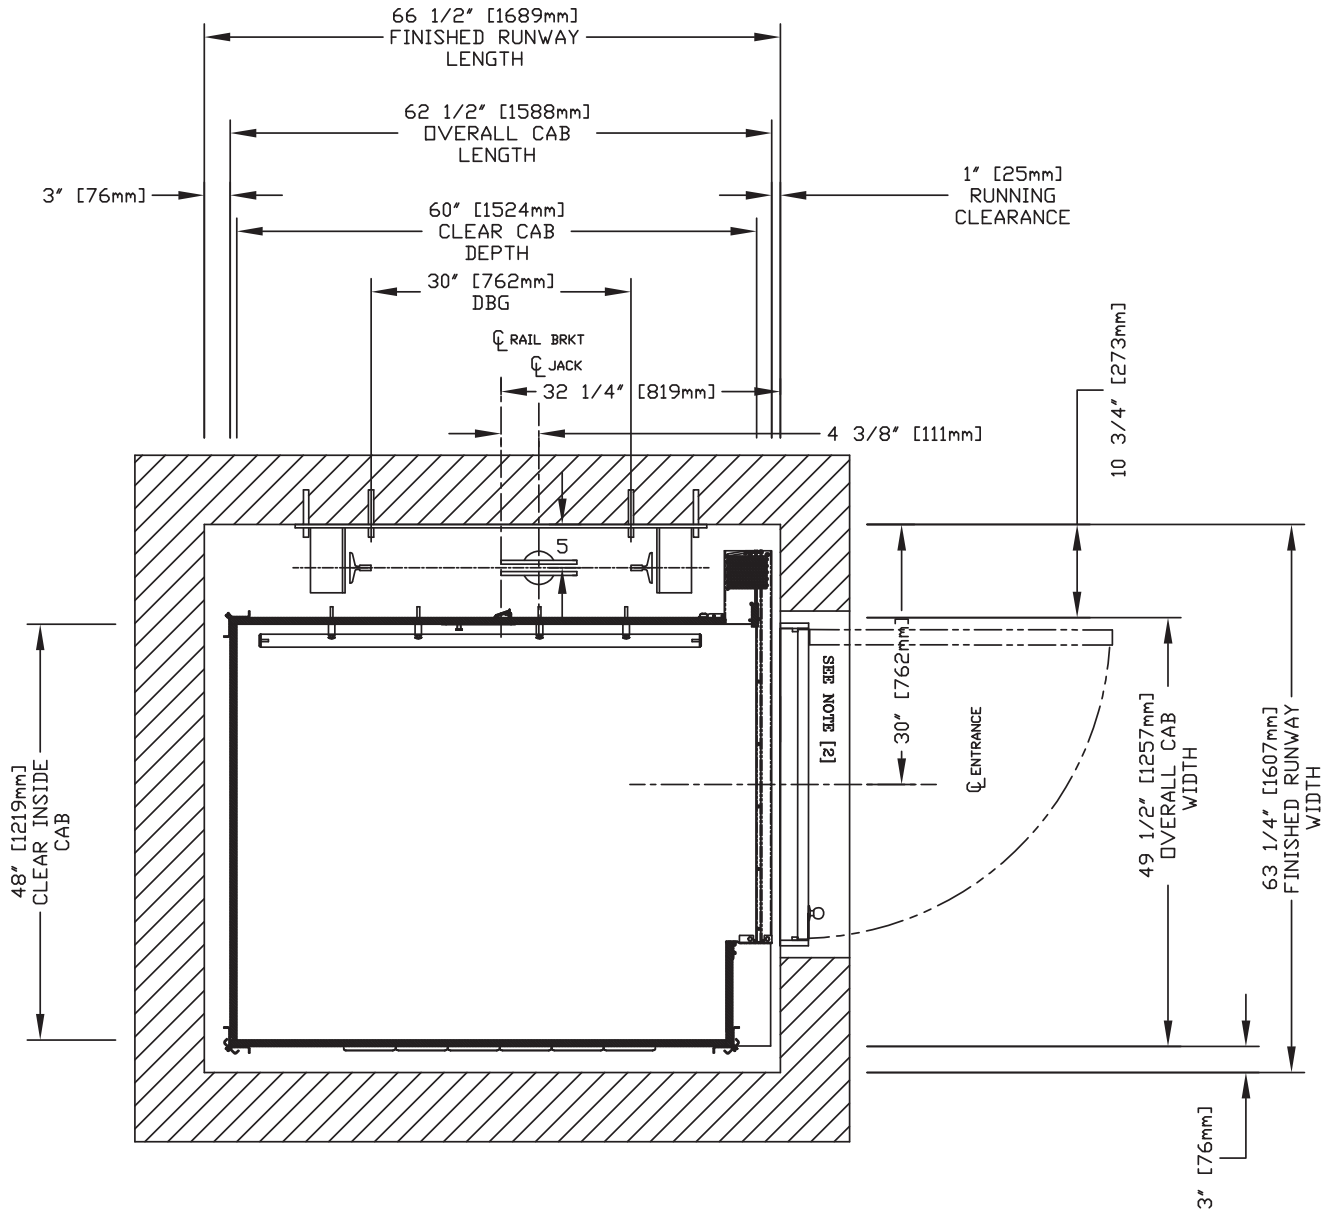 66 1/2″ [1689mm]
FINISHED RUNWAY
LENGTH
62 1/2″ [1588mm]
OVERALL CAB
LENGTH
3″ [76mm]
1″ [25mm]
RUNNING
CLEARANCE
60″ [1524mm]
CLEAR CAB
DEPTH
30″ [762mm]
DBG
℄ RAIL BRKT
℄ JACK
32 1/4″ [819mm]
4 3/8″ [111mm]
10 3/4″ [273mm]
5
30″ [762mm]
SEE NOTE [2]
℄ ENTRANCE
48″ [1219mm]
CLEAR INSIDE
CAB
49 1/2″ [1257mm]
OVERALL CAB
WIDTH
63 1/4″ [1607mm]
FINISHED RUNWAY
WIDTH
3″ [76mm]